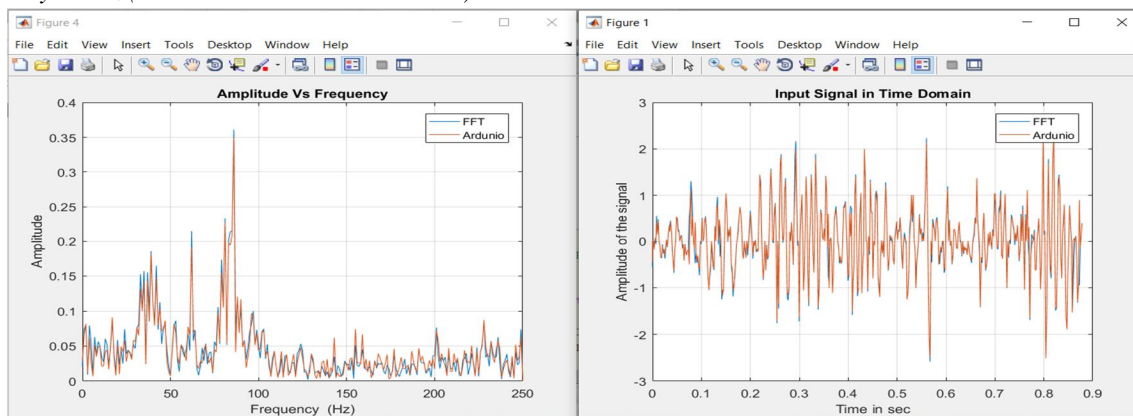 Figure 4
File Edit View Insert Tools Desktop Window Help
Amplitude Vs Frequency
FFT
Ardunio
0.4
0.35
0.3
0.25
0.2
0.15
0.1
0.05
0
Amplitude
0 50 100 150 200 250
Frequency (Hz)
Figure 1
File Edit View Insert Tools Desktop Window Help
Input Signal in Time Domain
FFT
Ardunio
3
2
1
0
-1
-2
-3
Amplitude of the signal
0 0.1 0.2 0.3 0.4 0.5 0.6 0.7 0.8 0.9
Time in sec